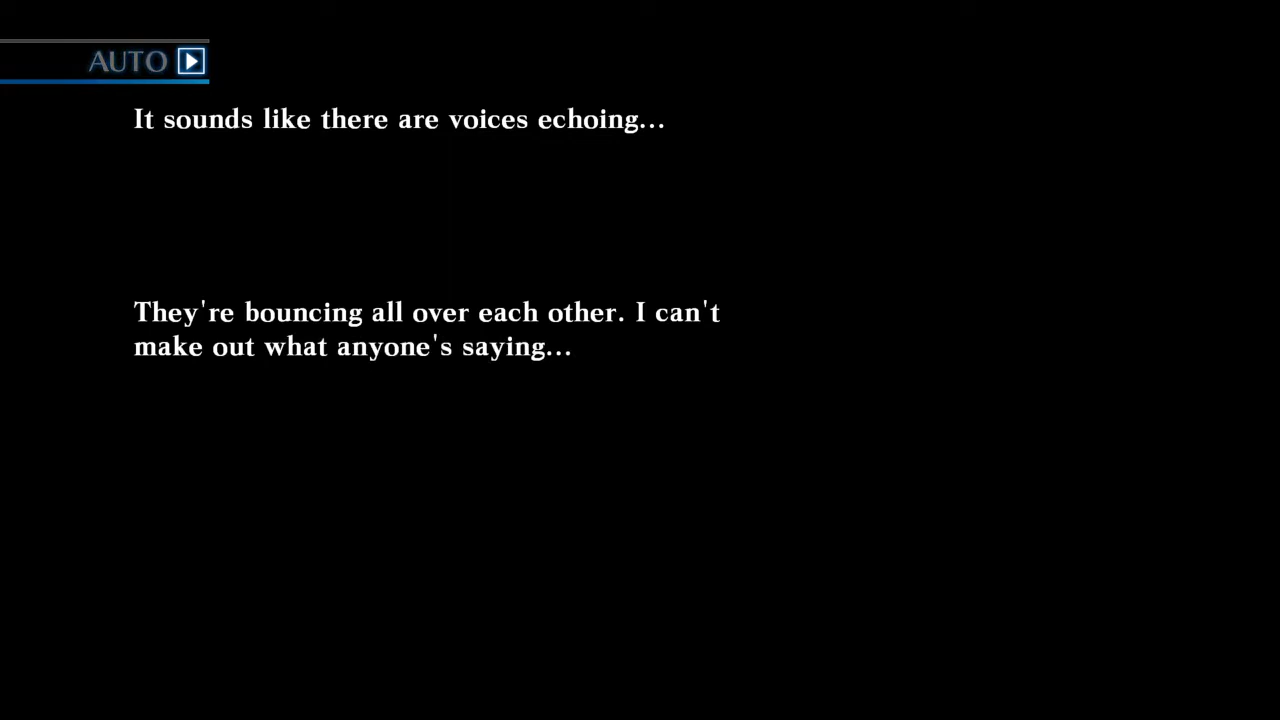 AUTO
It sounds like there are voices echoing...
They're bouncing all over each other. I can't
make out what anyone's saying...